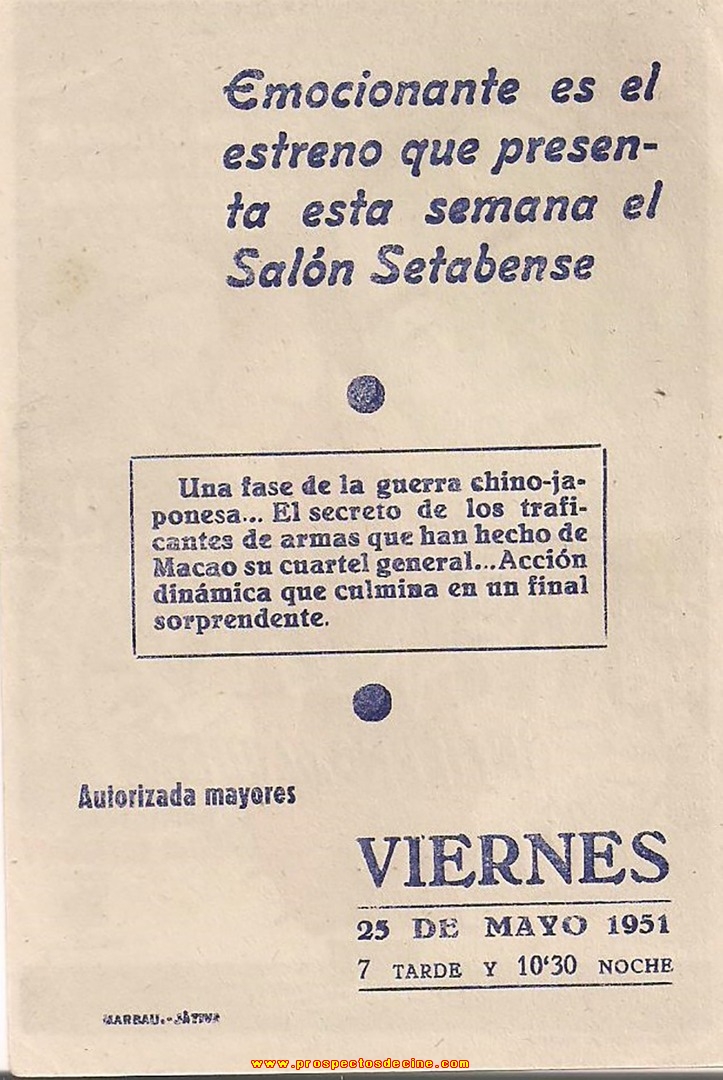 Emocionante es el
estreno que presen-
ta esta semana el
Salón Setabense
Una fase de la guerra chino-ja-
ponesa... El secreto de los trafi-
cantes de armas que han hecho de
Macao su cuartel general...Acción
dinámica que culmina en un final
sorprendente.
Autorizada mayores
VIERNES
25 DE MAYO 1951
7 TARDE Y 10'30 NOCHE
MARBAU.-JÁTIVA
www.prospectosdecine.com